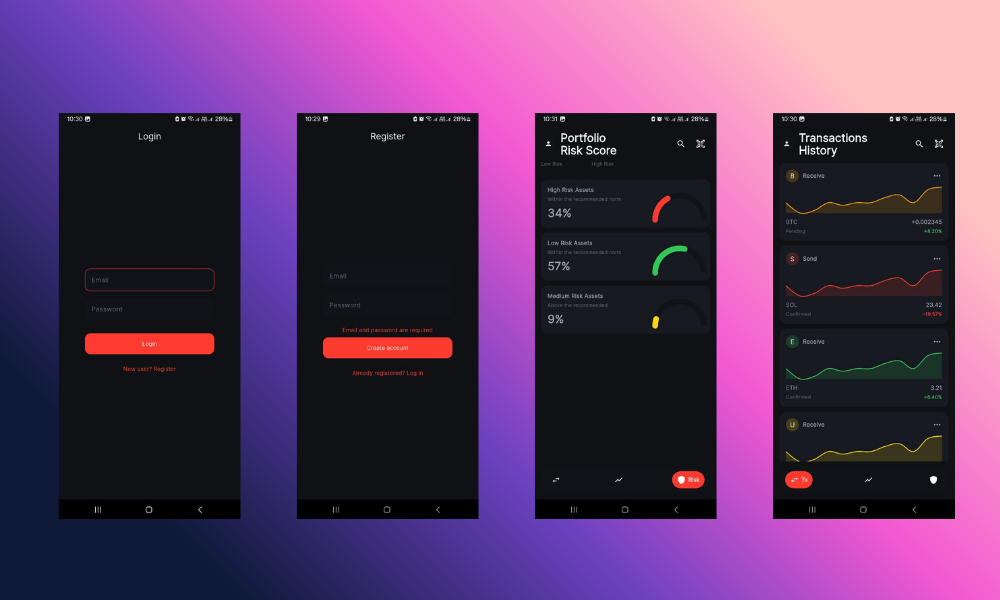 10:30
28%
Login
Email
Password
Login
New user? Register
10:29
28%
Register
Email
Password
Email and password are required
Create account
Already registered? Log in
10:31
28%
Portfolio
Risk Score
Low Risk High Risk
High Risk Assets
Within the recommended norm
34%
Low Risk Assets
Within the recommended norm
57%
Medium Risk Assets
Above the recommended
9%
Risk
10:30
28%
Transactions
History
B Receive
BTC +0.002345
Pending +8.20%
S Send
SOL 23.42
Confirmed -19.57%
E Receive
ETH 3.21
Confirmed +8.40%
U Receive
Tx